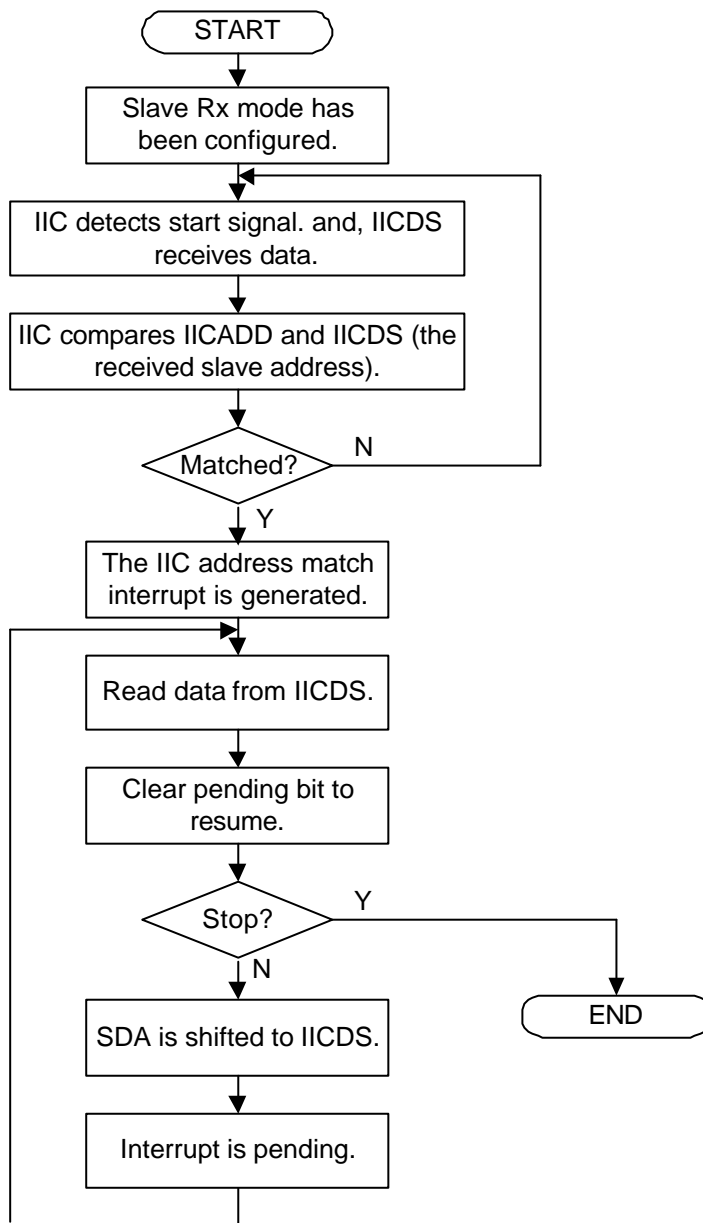 START
Slave Rx mode has
been configured.
IIC detects start signal. and, IICDS
receives data.
IIC compares IICADD and IICDS (the
received slave address).
Matched?
N
Y
The IIC address match
interrupt is generated.
Read data from IICDS.
Clear pending bit to
resume.
Stop?
Y
N
SDA is shifted to IICDS.
END
Interrupt is pending.